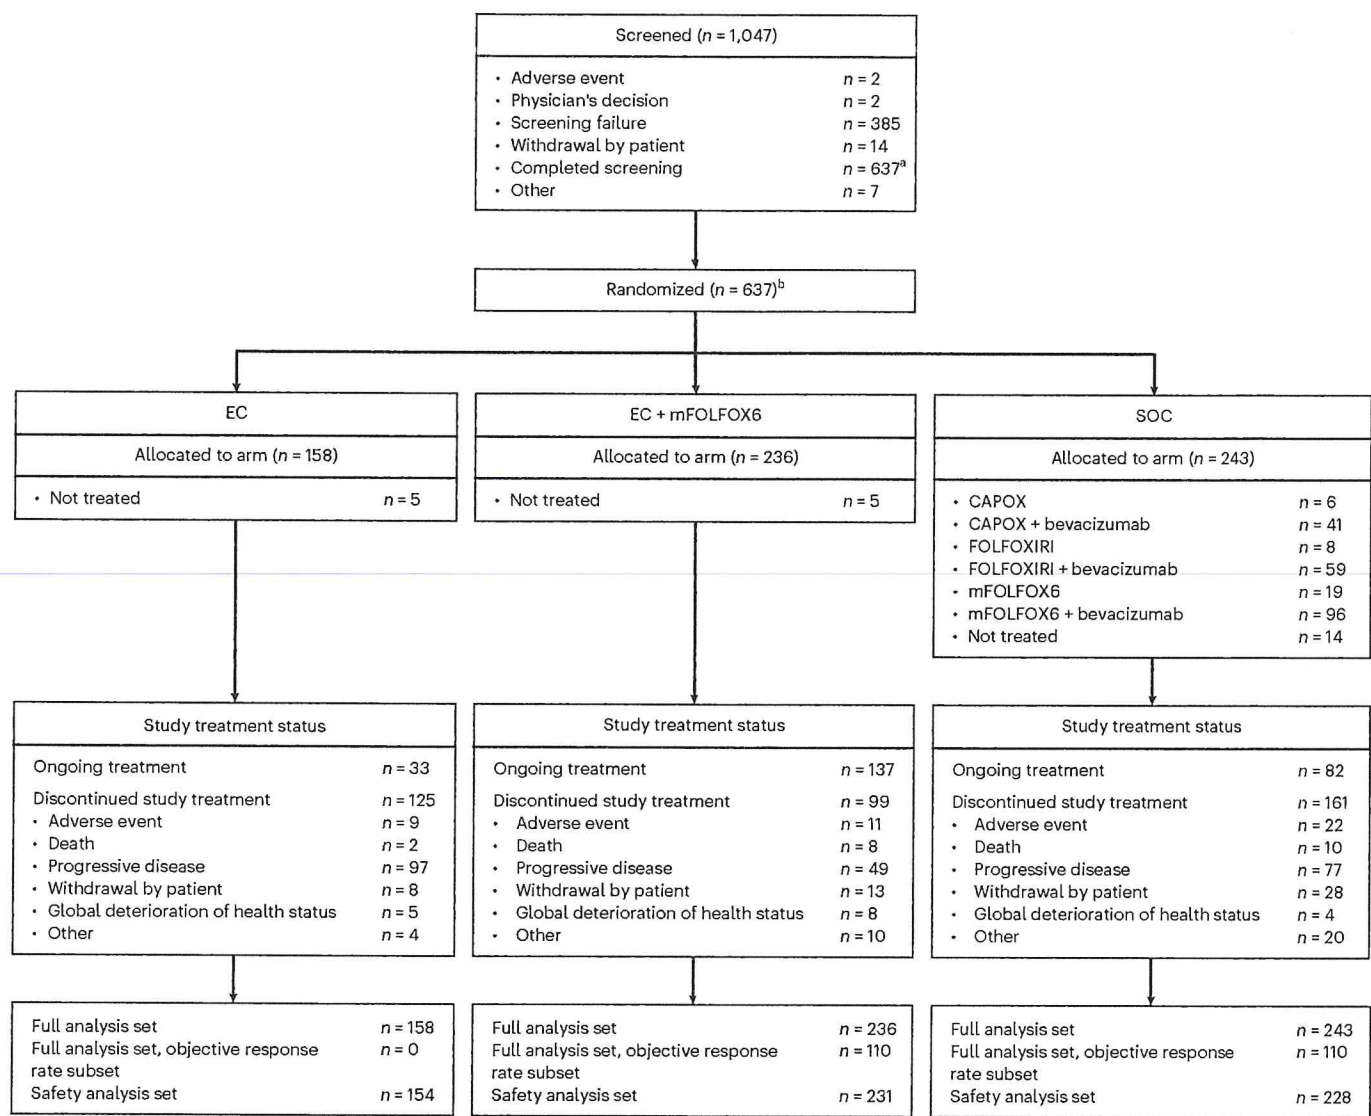 Screened (n = 1,047)
• Adverse event n = 2
• Physician's decision n = 2
• Screening failure n = 385
• Withdrawal by patient n = 14
• Completed screening n = 637ᵃ
• Other n = 7
Randomized (n = 637)ᵇ
EC
Allocated to arm (n = 158)
• Not treated n = 5
EC + mFOLFOX6
Allocated to arm (n = 236)
• Not treated n = 5
SOC
Allocated to arm (n = 243)
• CAPOX n = 6
• CAPOX + bevacizumab n = 41
• FOLFOXIRI n = 8
• FOLFOXIRI + bevacizumab n = 59
• mFOLFOX6 n = 19
• mFOLFOX6 + bevacizumab n = 96
• Not treated n = 14
Study treatment status
Ongoing treatment n = 33
Discontinued study treatment n = 125
• Adverse event n = 9
• Death n = 2
• Progressive disease n = 97
• Withdrawal by patient n = 8
• Global deterioration of health status n = 5
• Other n = 4
Study treatment status
Ongoing treatment n = 137
Discontinued study treatment n = 99
• Adverse event n = 11
• Death n = 8
• Progressive disease n = 49
• Withdrawal by patient n = 13
• Global deterioration of health status n = 8
• Other n = 10
Study treatment status
Ongoing treatment n = 82
Discontinued study treatment n = 161
• Adverse event n = 22
• Death n = 10
• Progressive disease n = 77
• Withdrawal by patient n = 28
• Global deterioration of health status n = 4
• Other n = 20
Full analysis set n = 158
Full analysis set, objective response n = 0
rate subset
Safety analysis set n = 154
Full analysis set n = 236
Full analysis set, objective response n = 110
rate subset
Safety analysis set n = 231
Full analysis set n = 243
Full analysis set, objective response n = 110
rate subset
Safety analysis set n = 228